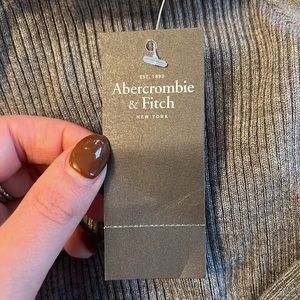 EST. 1892
Abercrombie
& Fitch
NEW YORK